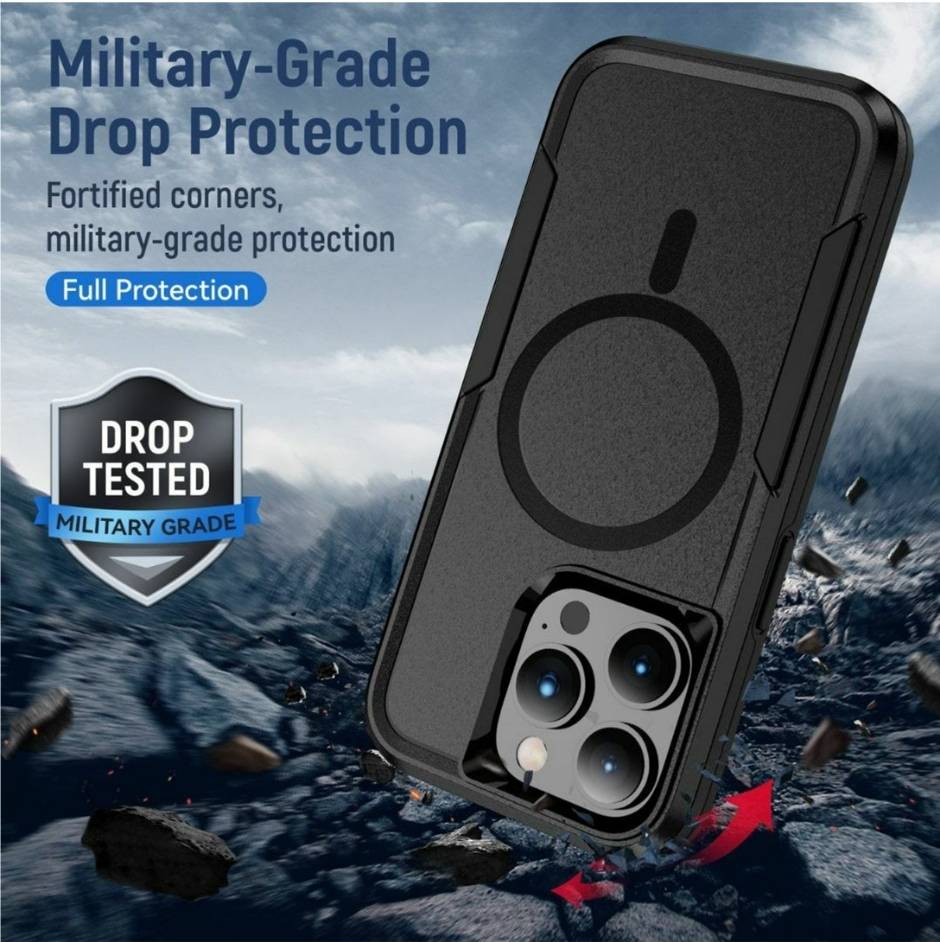 Military-Grade
Drop Protection
Fortified corners,
military-grade protection
Full Protection
DROP
TESTED
MILITARY GRADE